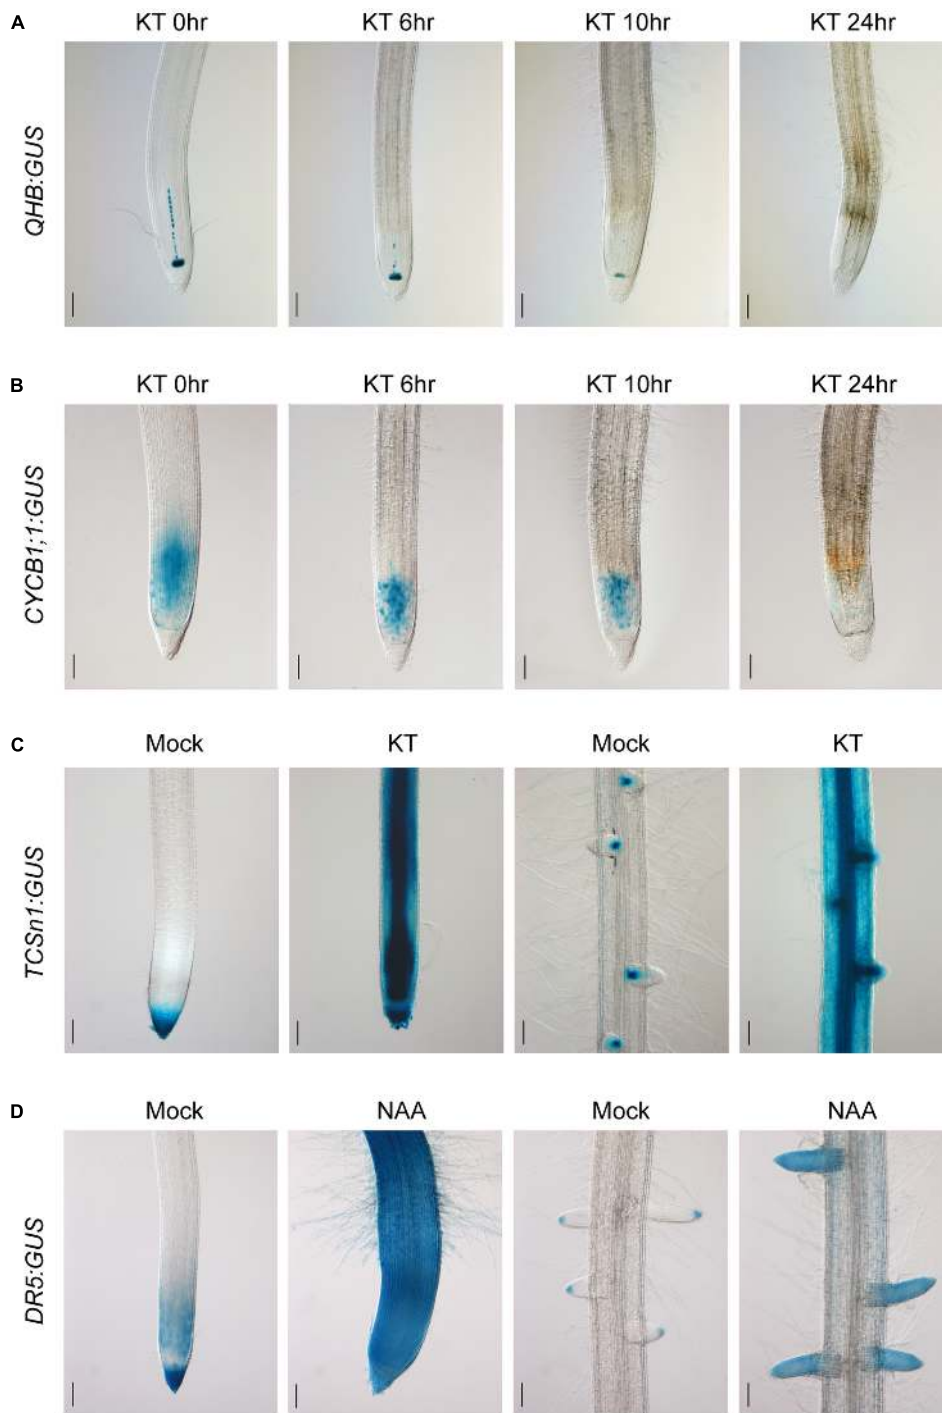 A
KT 0hr
KT 6hr
KT 10hr
KT 24hr
QHB:GUS
B
KT 0hr
KT 6hr
KT 10hr
KT 24hr
CYCB1;1:GUS
C
Mock
KT
Mock
KT
TCSn1:GUS
D
Mock
NAA
Mock
NAA
DR5:GUS